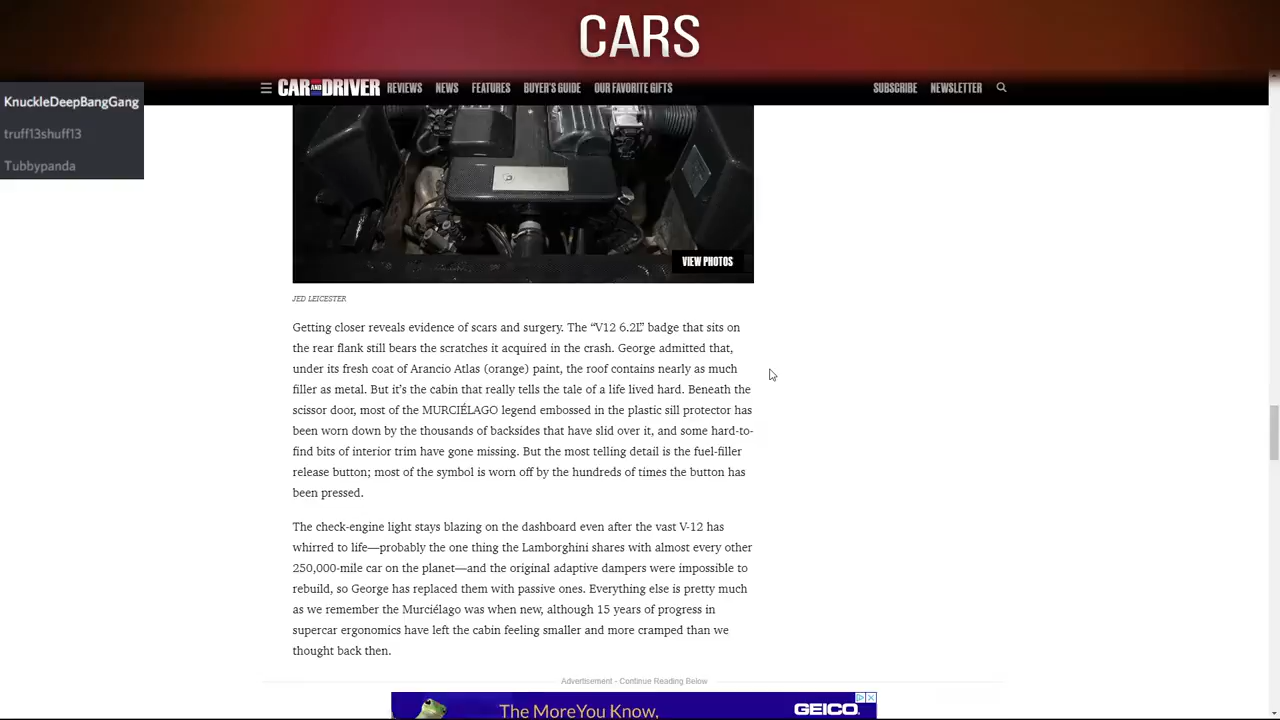 CARS
CAR AND DRIVER REVIEWS NEWS FEATURES BUYER'S GUIDE OUR FAVORITE GIFTS SUBSCRIBE NEWSLETTER
KnuckleDeepBangGang
truff13shuff13
Tubbypanda
VIEW PHOTOS
JED LEICESTER
Getting closer reveals evidence of scars and surgery. The “V12 6.2L” badge that sits on
the rear flank still bears the scratches it acquired in the crash. George admitted that,
under its fresh coat of Arancio Atlas (orange) paint, the roof contains nearly as much
filler as metal. But it’s the cabin that really tells the tale of a life lived hard. Beneath the
scissor door, most of the MURCIÉLAGO legend embossed in the plastic sill protector has
been worn down by the thousands of backsides that have slid over it, and some hard-to-
find bits of interior trim have gone missing. But the most telling detail is the fuel-filler
release button; most of the symbol is worn off by the hundreds of times the button has
been pressed.
The check-engine light stays blazing on the dashboard even after the vast V-12 has
whirred to life—probably the one thing the Lamborghini shares with almost every other
250,000-mile car on the planet—and the original adaptive dampers were impossible to
rebuild, so George has replaced them with passive ones. Everything else is pretty much
as we remember the Murciélago was when new, although 15 years of progress in
supercar ergonomics have left the cabin feeling smaller and more cramped than we
thought back then.
Advertisement - Continue Reading Below
The More You Know.
GEICO